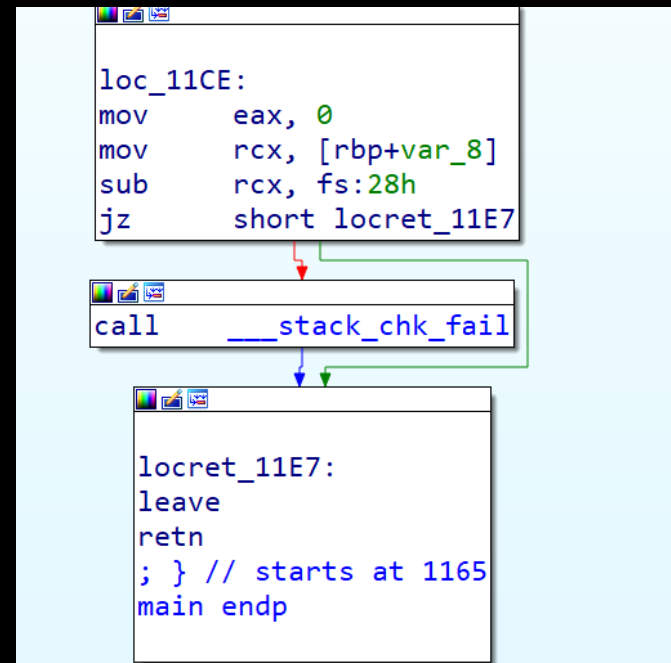 loc_11CE:
mov eax, 0
mov rcx, [rbp+var_8]
sub rcx, fs:28h
jz short locret_11E7
call ___stack_chk_fail
locret_11E7:
leave
retn
; } // starts at 1165
main endp